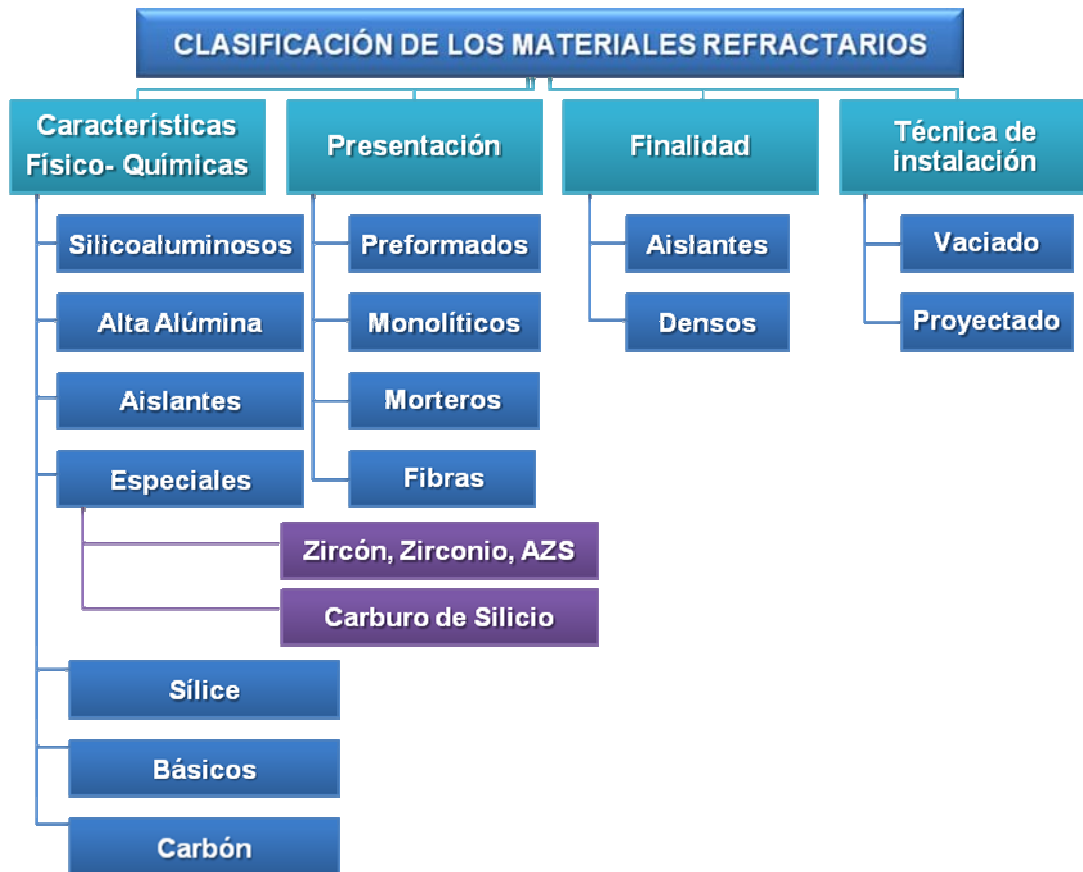 CLASIFICACIÓN DE LOS MATERIALES REFRACTARIOS
Característícas
Físico- Químicas
Silicoaluminosos
Alta Alúmina
Aislantes
Especiales
Zircón, Zirconio, AZS
Carburo de Silicio
Sílice
Básicos
Carbón
Presentación
Preformados
Monolíticos
Morteros
Fibras
Finalidad
Aislantes
Densos
Técnica de
instalación
Vaciado
Proyectado